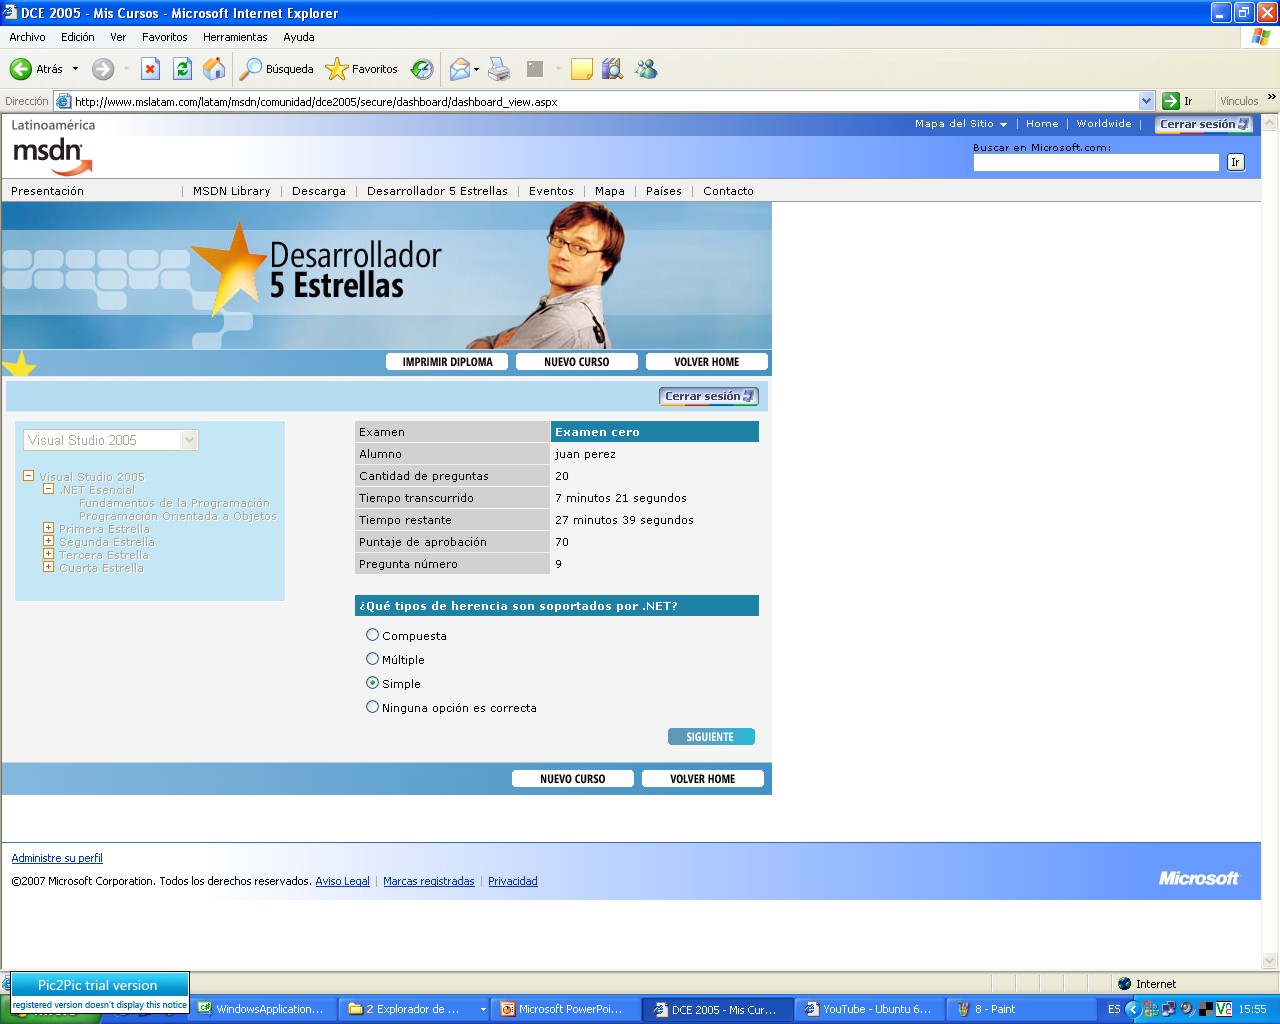 DCE 2005 - Mis Cursos - Microsoft Internet Explorer
Archivo Edición Ver Favoritos Herramientas Ayuda
Atrás Búsqueda Favoritos
Dirección http://www.mslatam.com/latam/msdn/comunidad/dce2005/secure/dashboard/dashboard_view.aspx Ir Vínculos »
Latinoamérica
msdn
Mapa del Sitio | Home | Worldwide | Cerrar sesión
Buscar en Microsoft.com:
Ir
Presentación | MSDN Library | Descarga | Desarrollador 5 Estrellas | Eventos | Mapa | Países | Contacto
Desarrollador
5 Estrellas
IMPRIMIR DIPLOMA NUEVO CURSO VOLVER HOME
Cerrar sesión
Visual Studio 2005
Visual Studio 2005
.NET Esencial
Fundamentos de la Programación
Programación Orientada a Objetos
Primera Estrella
Segunda Estrella
Tercera Estrella
Cuarta Estrella
Examen Examen cero
Alumno juan perez
Cantidad de preguntas 20
Tiempo transcurrido 7 minutos 21 segundos
Tiempo restante 27 minutos 39 segundos
Puntaje de aprobación 70
Pregunta número 9
¿Qué tipos de herencia son soportados por .NET?
Compuesta
Múltiple
Simple
Ninguna opción es correcta
SIGUIENTE
NUEVO CURSO VOLVER HOME
Administre su perfil
©2007 Microsoft Corporation. Todos los derechos reservados. Aviso Legal | Marcas registradas | Privacidad
Microsoft
Internet
Pic2Pic trial version
registered version doesn't display this notice
WindowsApplication... 2 Explorador de ... Microsoft PowerPoi... DCE 2005 - Mis Cur... YouTube - Ubuntu 6... 8 - Paint ES 15:55